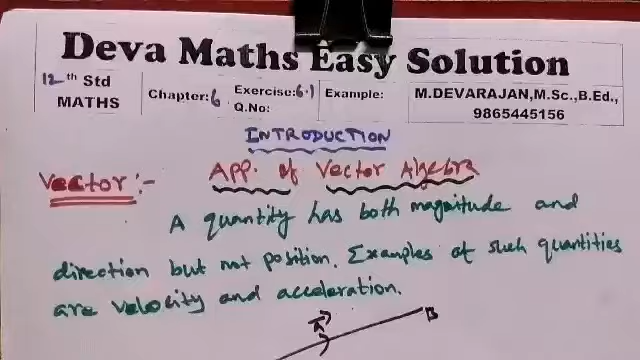 Deva Maths Easy Solution
12th Std
MATHS
Chapter: 6
Exercise: 6.1
Q.No:
Example:
M.DEVARAJAN,M.Sc.,B.Ed.,
9865445156
INTRODUCTION
APP. of Vector Algebra
Vector :-
A quantity has both magnitude and
direction but not position. Examples of such quantities
are velocity and acceleration.
B